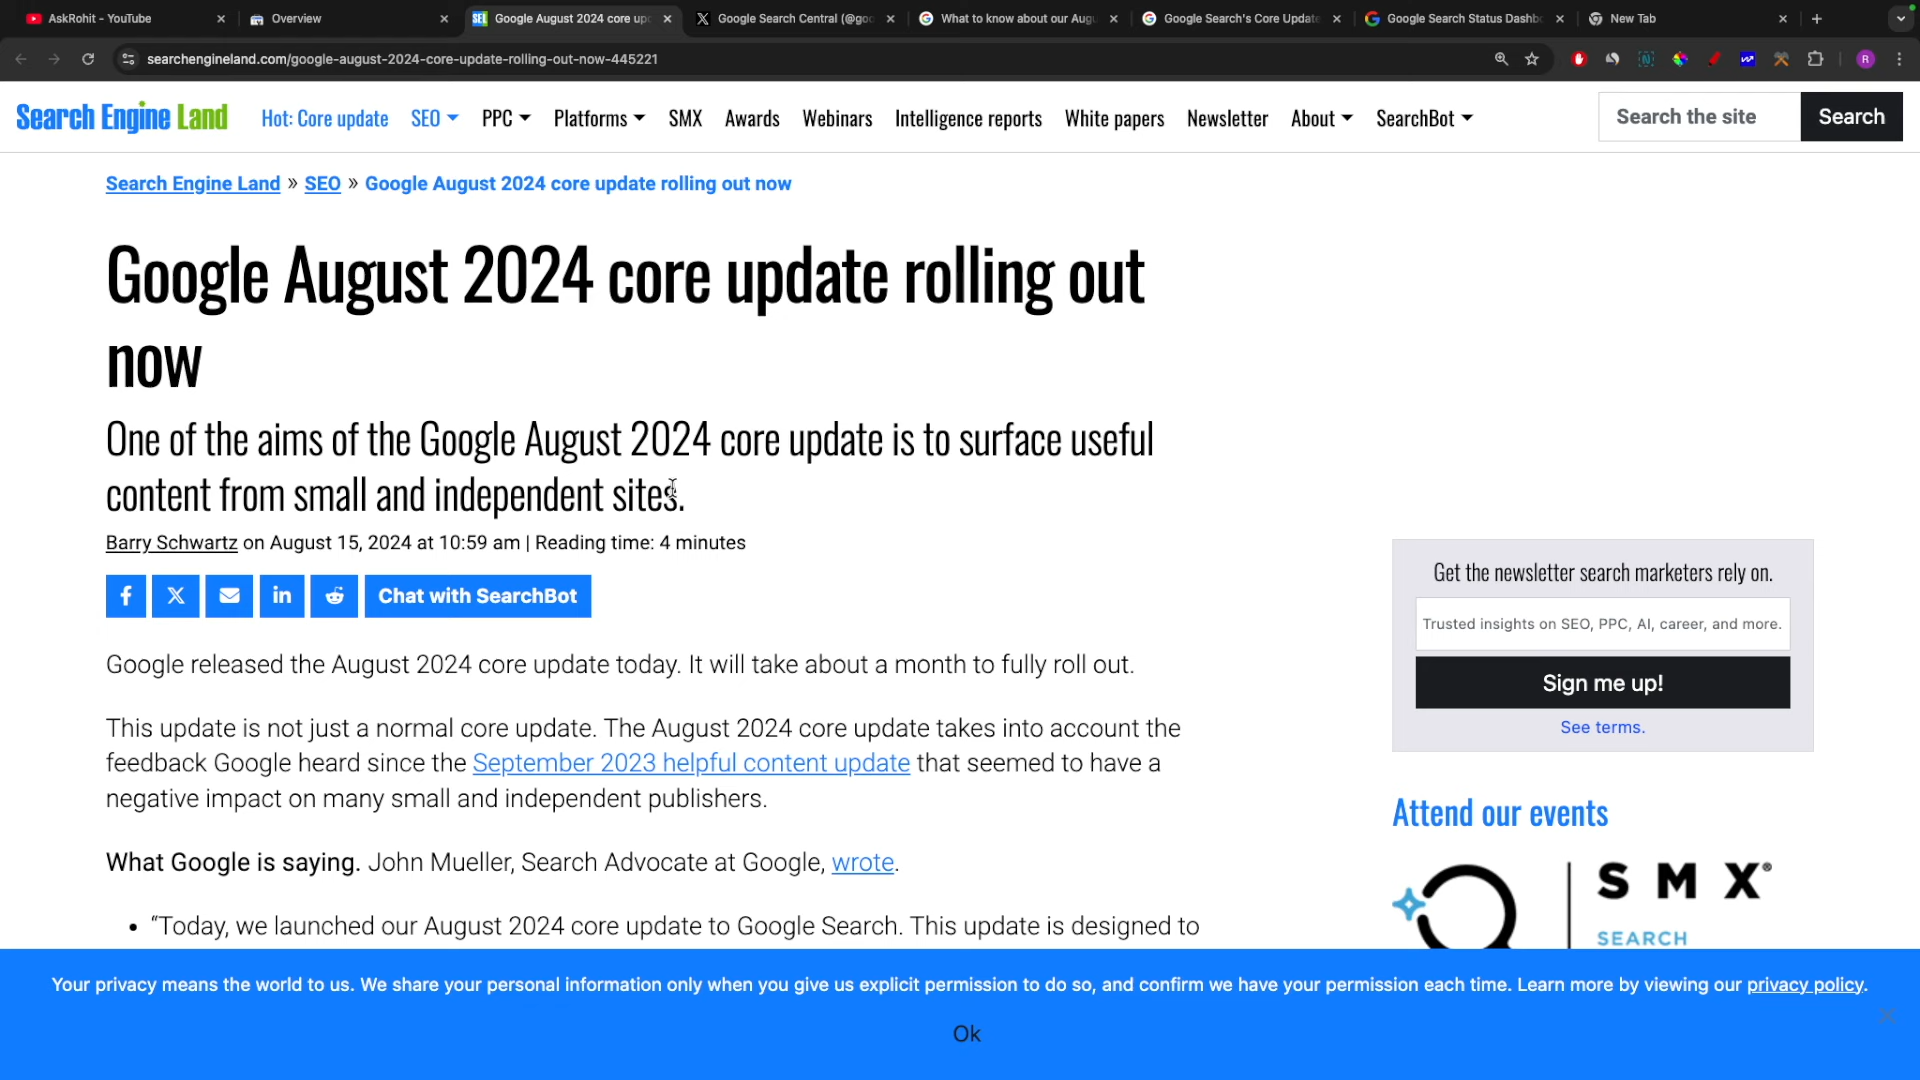 AskRohit - YouTube
Overview
Google August 2024 core upd
Google Search Central (@goo
What to know about our Augu
Google Search's Core Update
Google Search Status Dashbo
New Tab
searchengineland.com/google-august-2024-core-update-rolling-out-now-445221
R
Search Engine Land
Hot: Core update
SEO
PPC
Platforms
SMX
Awards
Webinars
Intelligence reports
White papers
Newsletter
About
SearchBot
Search the site
Search
Search Engine Land » SEO » Google August 2024 core update rolling out now
Google August 2024 core update rolling out
now
One of the aims of the Google August 2024 core update is to surface useful
content from small and independent sites.
Barry Schwartz on August 15, 2024 at 10:59 am | Reading time: 4 minutes
Chat with SearchBot
Google released the August 2024 core update today. It will take about a month to fully roll out.
This update is not just a normal core update. The August 2024 core update takes into account the
feedback Google heard since the September 2023 helpful content update that seemed to have a
negative impact on many small and independent publishers.
What Google is saying. John Mueller, Search Advocate at Google, wrote.
• “Today, we launched our August 2024 core update to Google Search. This update is designed to
Get the newsletter search marketers rely on.
Trusted insights on SEO, PPC, AI, career, and more.
Sign me up!
See terms.
Attend our events
SMX®
SEARCH
Your privacy means the world to us. We share your personal information only when you give us explicit permission to do so, and confirm we have your permission each time. Learn more by viewing our privacy policy.
Ok